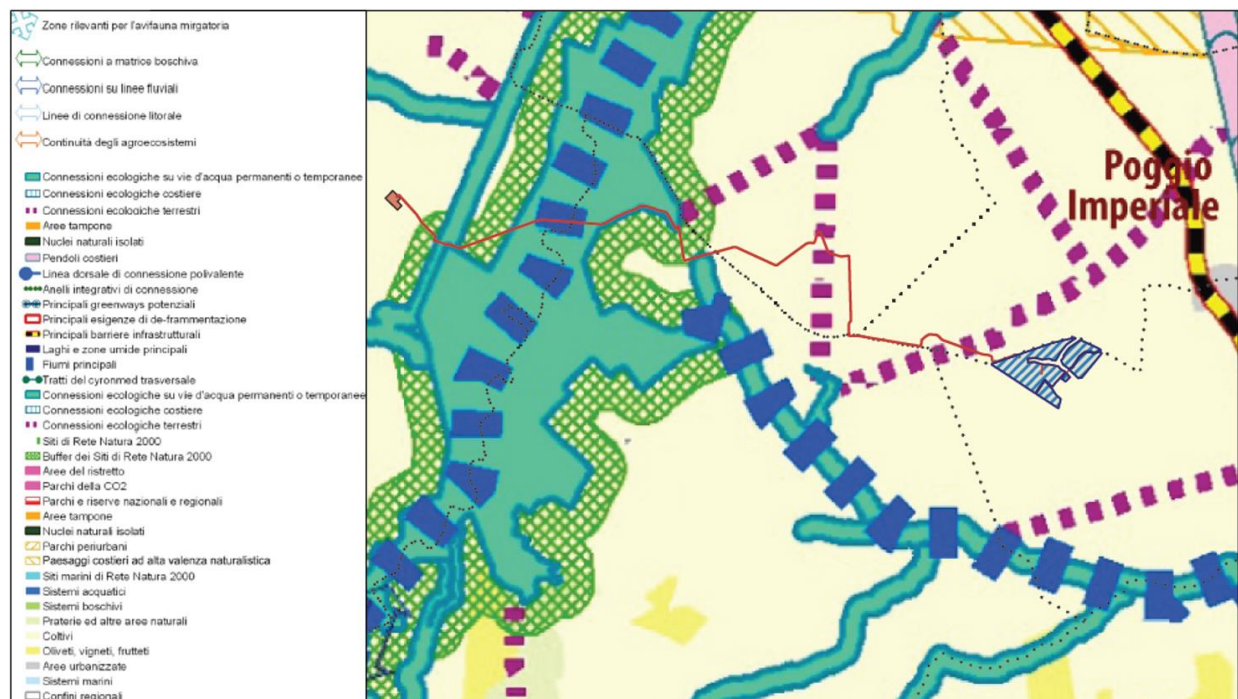 Zone rilevanti per l'avifauna mirgatoria
Connessioni a matrice boschiva
Connessioni su linee fluviali
Linee di connessione litorale
Continuità degli agroecosistemi
Connessioni ecologiche su vie d'acqua permanenti o temporanee
Connessioni ecologiche costiere
Connessioni ecologiche terrestri
Aree tampone
Nuclei naturali isolati
Pendoli costieri
Linea dorsale di connessione polivalente
Anelli integrativi di connessione
Principali greenways potenziali
Principali esigenze di de-frammentazione
Principali barriere infrastrutturali
Laghi e zone umide principali
Fiumi principali
Tratti del cyronmed trasversale
Connessioni ecologiche su vie d'acqua permanenti o temporanee
Connessioni ecologiche costiere
Connessioni ecologiche terrestri
Siti di Rete Natura 2000
Buffer dei Siti di Rete Natura 2000
Aree del ristretto
Parchi della CO2
Parchi e riserve nazionali e regionali
Aree tampone
Nuclei naturali isolati
Parchi periurbani
Paesaggi costieri ad alta valenza naturalistica
Siti marini di Rete Natura 2000
Sistemi acquatici
Sistemi boschivi
Praterie ed altre aree naturali
Coltivi
Oliveti, vigneti, frutteti
Aree urbanizzate
Sistemi marini
Confini regionali
Poggio
Imperiale